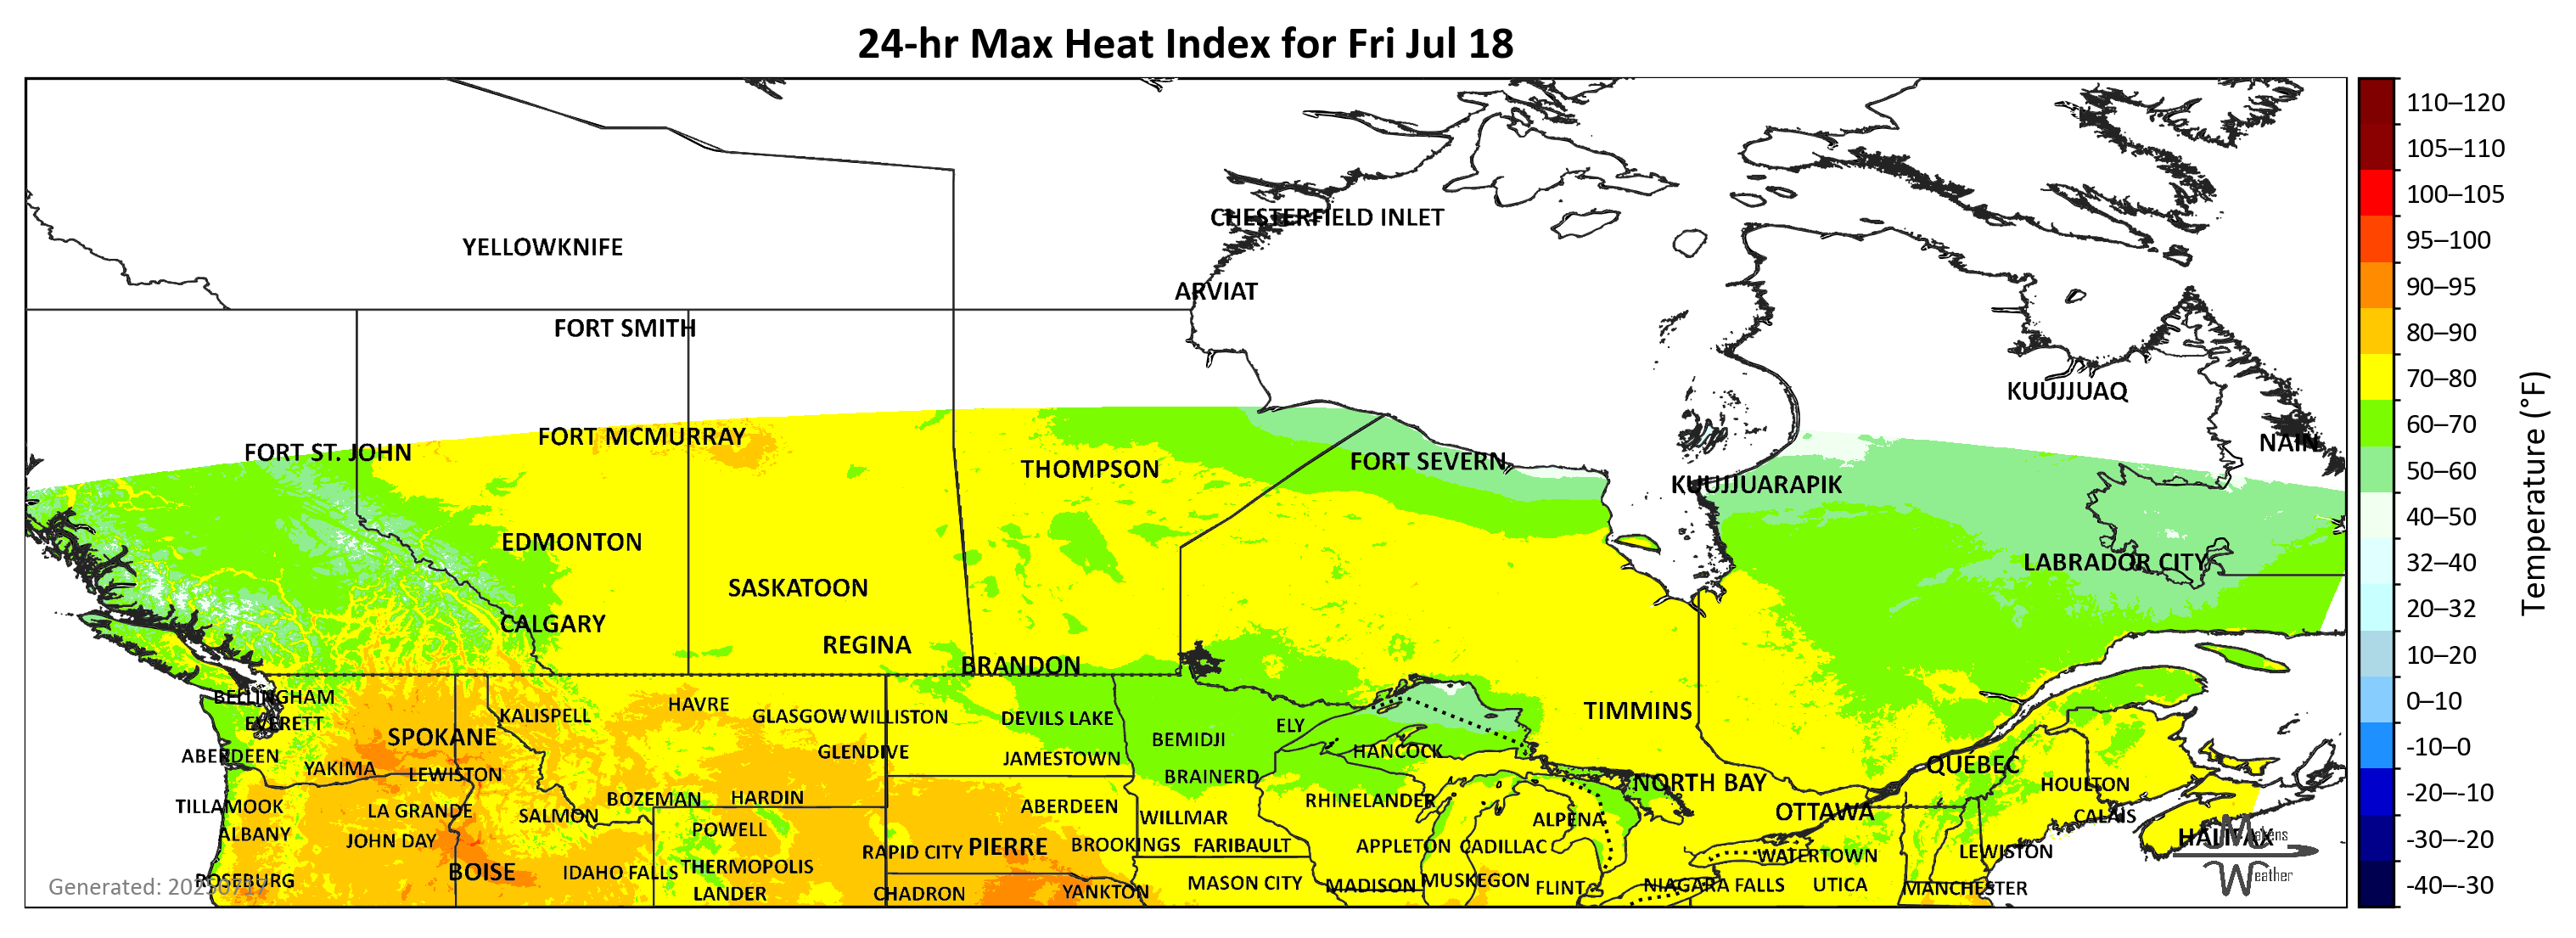 24-hr Max Heat Index for Fri Jul 18
CHESTERFIELD INLET
YELLOWKNIFE
ARVIAT
FORT SMITH
KUUJJUAQ
FORT MCMURRAY
NAIN
FORT ST. JOHN
FORT SEVERN
THOMPSON
KUUJJUARAPIK
EDMONTON
LABRADOR CITY
SASKATOON
CALGARY
REGINA
BRANDON
BELLINGHAM
HAVRE
TIMMINS
KALISPELL
GLASGOW
WILLISTON
DEVILS LAKE
EVERETT
ELY
SPOKANE
BEMIDJI
HANCOCK
GLENDIVE
ABERDEEN
JAMESTOWN
QUÉBEC
YAKIMA
LEWISTON
BRAINERD
NORTH BAY
HOULTON
BOZEMAN
HARDIN
RHINELANDER
TILLAMOOK
ABERDEEN
LA GRANDE
OTTAWA
SALMON
WILLMAR
CALAIS
ALPENA
POWELL
ALBANY
HALIFAX
JOHN DAY
BROOKINGS
FARIBAULT
APPLETON
CADILLAC
PIERRE
RAPID CITY
LEWISTON
WATERTOWN
THERMOPOLIS
BOISE
IDAHO FALLS
ROSEBURG
MUSKEGON
MASON CITY
MADISON
FLINT
NIAGARA FALLS
UTICA
MANCHESTER
LANDER
CHADRON
YANKTON
Generated: 20250717
Makens
Weather
110–120
105–110
100–105
95–100
90–95
80–90
70–80
60–70
50–60
40–50
32–40
20–32
10–20
0–10
-10–0
-20–-10
-30–-20
-40–-30
Temperature (°F)